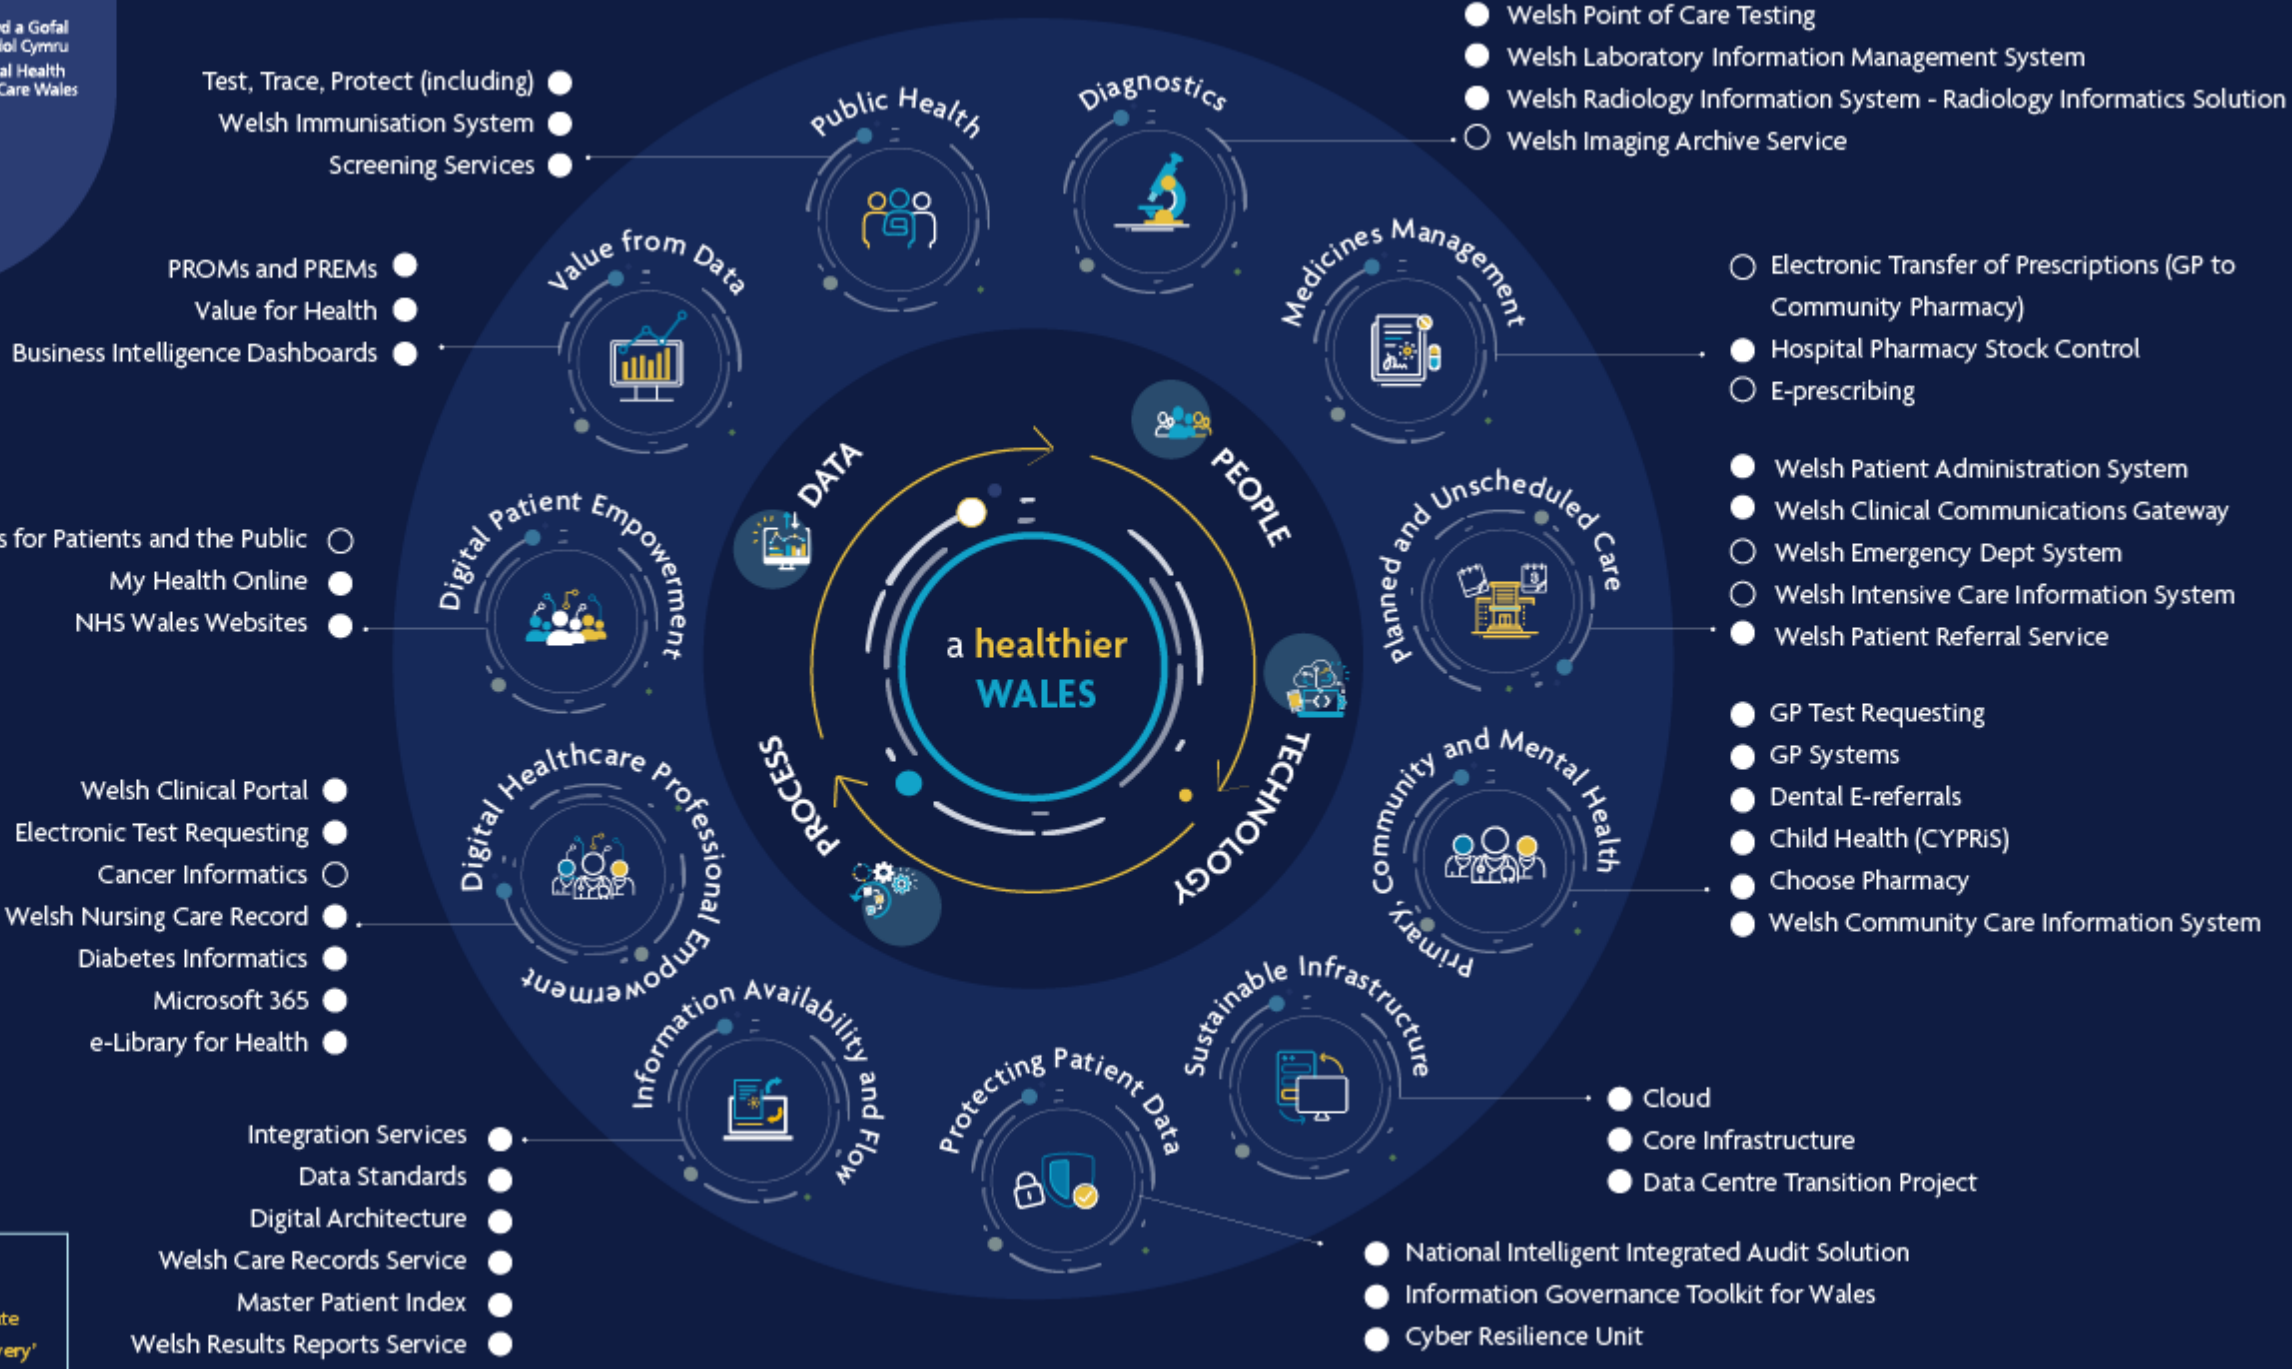 a Gofal
Cymru
Health
Care Wales
Test, Trace, Protect (including)
Welsh Immunisation System
Screening Services
Public Health
Diagnostics
Welsh Point of Care Testing
Welsh Laboratory Information Management System
Welsh Radiology Information System - Radiology Informatics Solution
Welsh Imaging Archive Service
PROMs and PREMs
Value for Health
Business Intelligence Dashboards
Value from Data
Medicines Management
Electronic Transfer of Prescriptions (GP to
Community Pharmacy)
Hospital Pharmacy Stock Control
E-prescribing
for Patients and the Public
My Health Online
NHS Wales Websites
Digital Patient Empowerment
DATA
PEOPLE
TECHNOLOGY
PROCESS
a healthier
WALES
Planned and Unscheduled Care
Welsh Patient Administration System
Welsh Clinical Communications Gateway
Welsh Emergency Dept System
Welsh Intensive Care Information System
Welsh Patient Referral Service
Welsh Clinical Portal
Electronic Test Requesting
Cancer Informatics
Welsh Nursing Care Record
Diabetes Informatics
Microsoft 365
e-Library for Health
Digital Healthcare Professional Empowerment
Primary, Community and Mental Health
GP Test Requesting
GP Systems
Dental E-referrals
Child Health (CYPRiS)
Choose Pharmacy
Welsh Community Care Information System
Integration Services
Data Standards
Digital Architecture
Welsh Care Records Service
Master Patient Index
Welsh Results Reports Service
Information Availability and Flow
Protecting Patient Data
Sustainable Infrastructure
Cloud
Core Infrastructure
Data Centre Transition Project
National Intelligent Integrated Audit Solution
Information Governance Toolkit for Wales
Cyber Resilience Unit